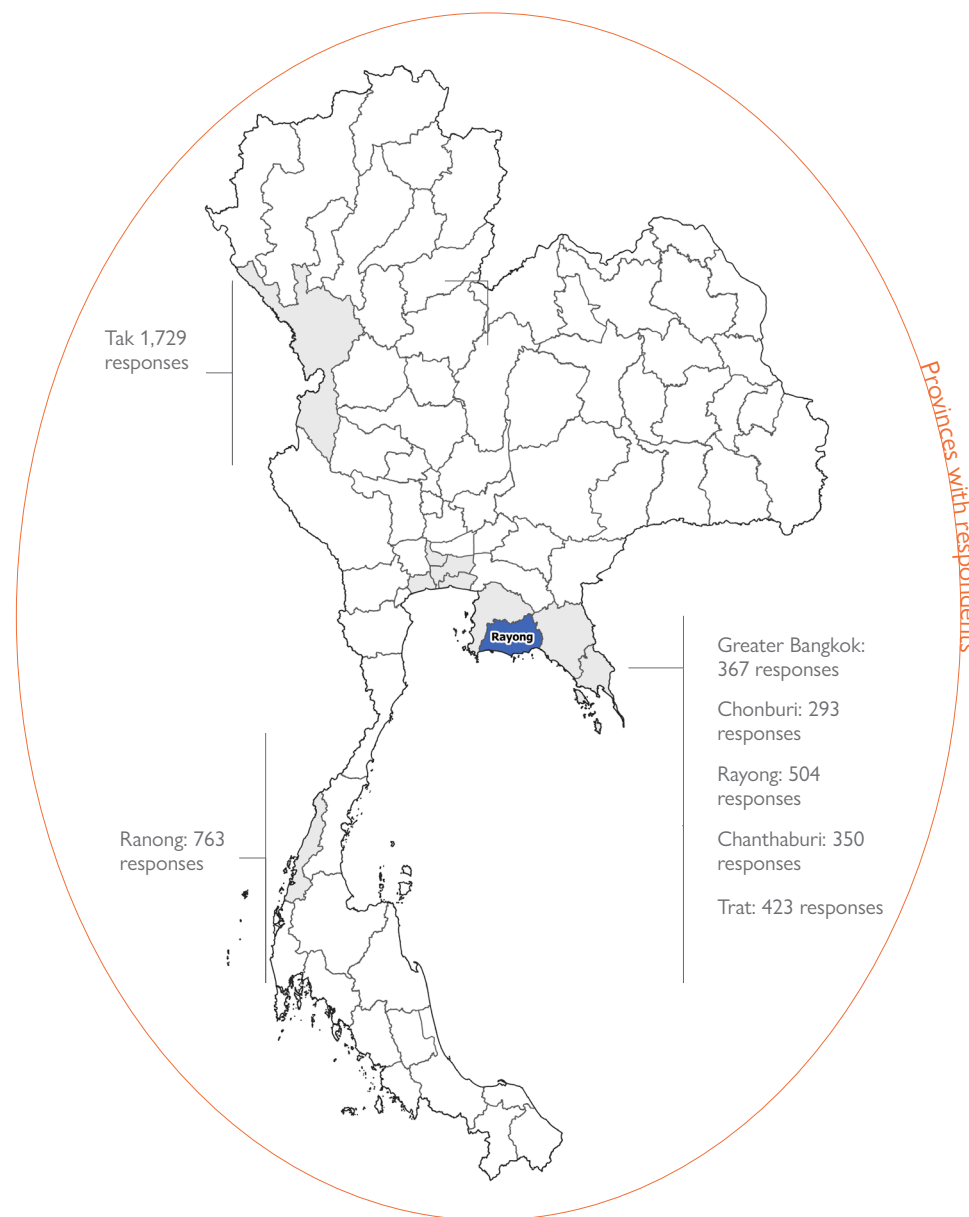 Provinces with respondents
Tak 1,729
responses
Rayong
Greater Bangkok:
367 responses
Chonburi: 293
responses
Rayong: 504
responses
Chanthaburi: 350
responses
Trat: 423 responses
Ranong: 763
responses